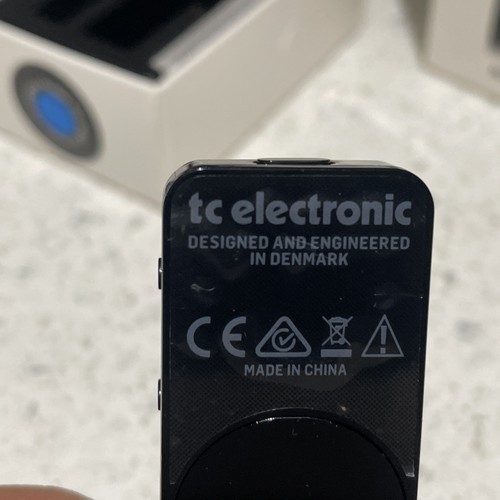 tc electronic
DESIGNED AND ENGINEERED
IN DENMARK
CE
MADE IN CHINA